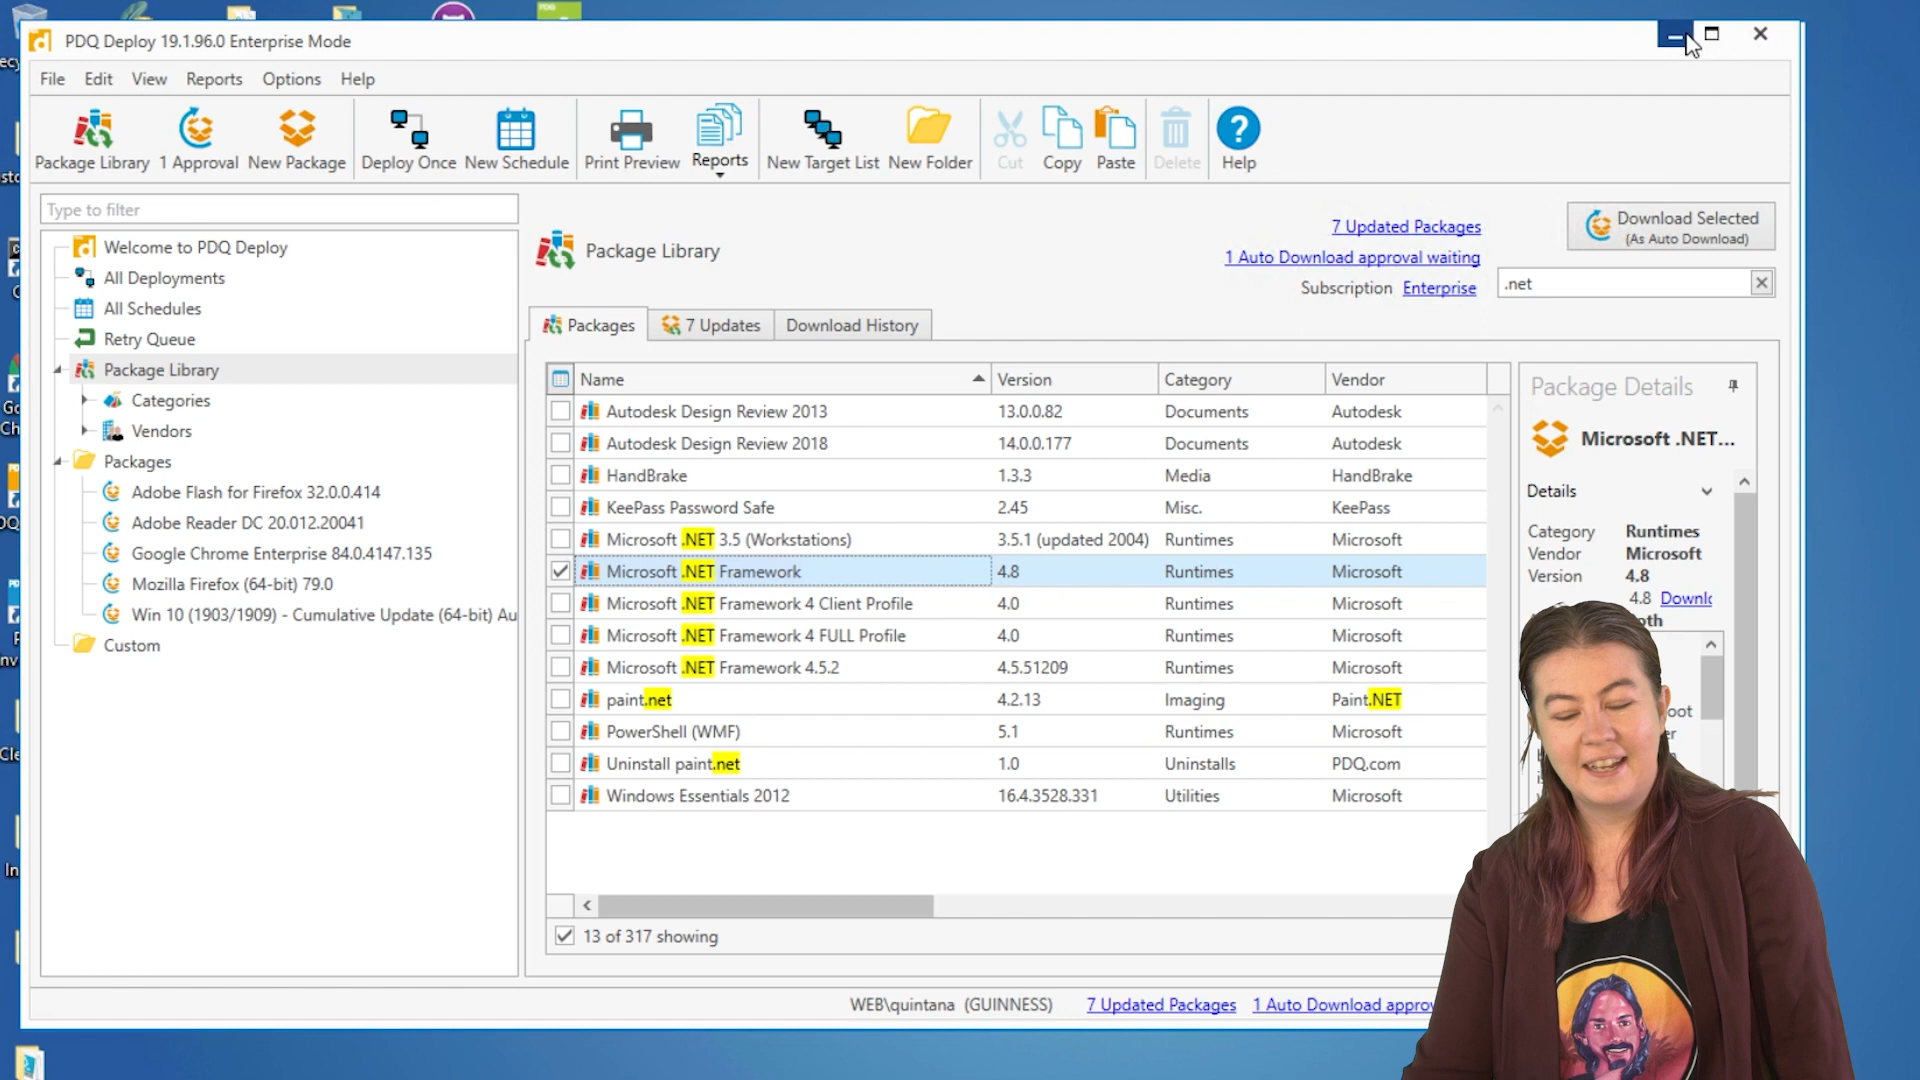 PDQ Deploy 19.1.96.0 Enterprise Mode
File Edit View Reports Options Help
Package Library 1 Approval New Package Deploy Once New Schedule Print Preview Reports New Target List New Folder Cut Copy Paste Delete Help
Type to filter
Welcome to PDQ Deploy
All Deployments
All Schedules
Retry Queue
Package Library
Categories
Vendors
Packages
Adobe Flash for Firefox 32.0.0.414
Adobe Reader DC 20.012.20041
Google Chrome Enterprise 84.0.4147.135
Mozilla Firefox (64-bit) 79.0
Win 10 (1903/1909) - Cumulative Update (64-bit) Au
Custom
Package Library
7 Updated Packages
1 Auto Download approval waiting
Subscription Enterprise
Download Selected
(As Auto Download)
.net
Packages 7 Updates Download History
Name Version Category Vendor
Autodesk Design Review 2013 13.0.0.82 Documents Autodesk
Autodesk Design Review 2018 14.0.0.177 Documents Autodesk
HandBrake 1.3.3 Media HandBrake
KeePass Password Safe 2.45 Misc. KeePass
Microsoft .NET 3.5 (Workstations) 3.5.1 (updated 2004) Runtimes Microsoft
Microsoft .NET Framework 4.8 Runtimes Microsoft
Microsoft .NET Framework 4 Client Profile 4.0 Runtimes Microsoft
Microsoft .NET Framework 4 FULL Profile 4.0 Runtimes Microsoft
Microsoft .NET Framework 4.5.2 4.5.51209 Runtimes Microsoft
paint.net 4.2.13 Imaging Paint.NET
PowerShell (WMF) 5.1 Runtimes Microsoft
Uninstall paint.net 1.0 Uninstalls PDQ.com
Windows Essentials 2012 16.4.3528.331 Utilities Microsoft
13 of 317 showing
Package Details
Microsoft .NET...
Details
Category Runtimes
Vendor Microsoft
Version 4.8
4.8 Downlo
oth
oot
er
WEB\quintana (GUINNESS) 7 Updated Packages 1 Auto Download approv